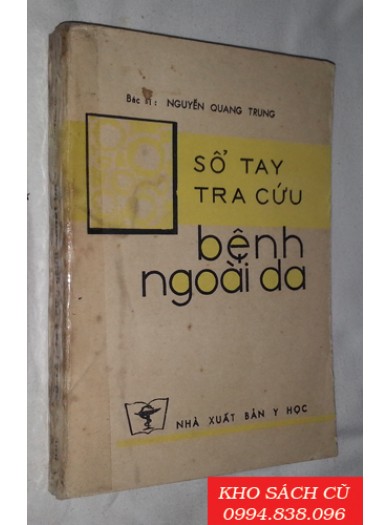 Bác sĩ: NGUYỄN QUANG TRUNG
SỔ TAY
TRA CỨU
bệnh
ngoài da
NHÀ XUẤT BẢN Y HỌC
KHO SÁCH CŨ
0994.838.096